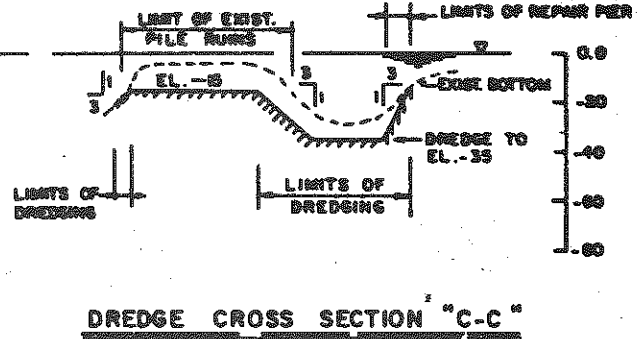 LIMIT OF EXIST.
PILE RUINS
LIMITS OF REPAIR PIER
0.0
EL. -15
3
1
3
1
1
3
EXIST BOTTOM
-20
DREDGE TO
EL.-35
-40
LIMITS OF
DREDGING
LIMITS OF
DREDGING
-60
-80
DREDGE CROSS SECTION "C-C"